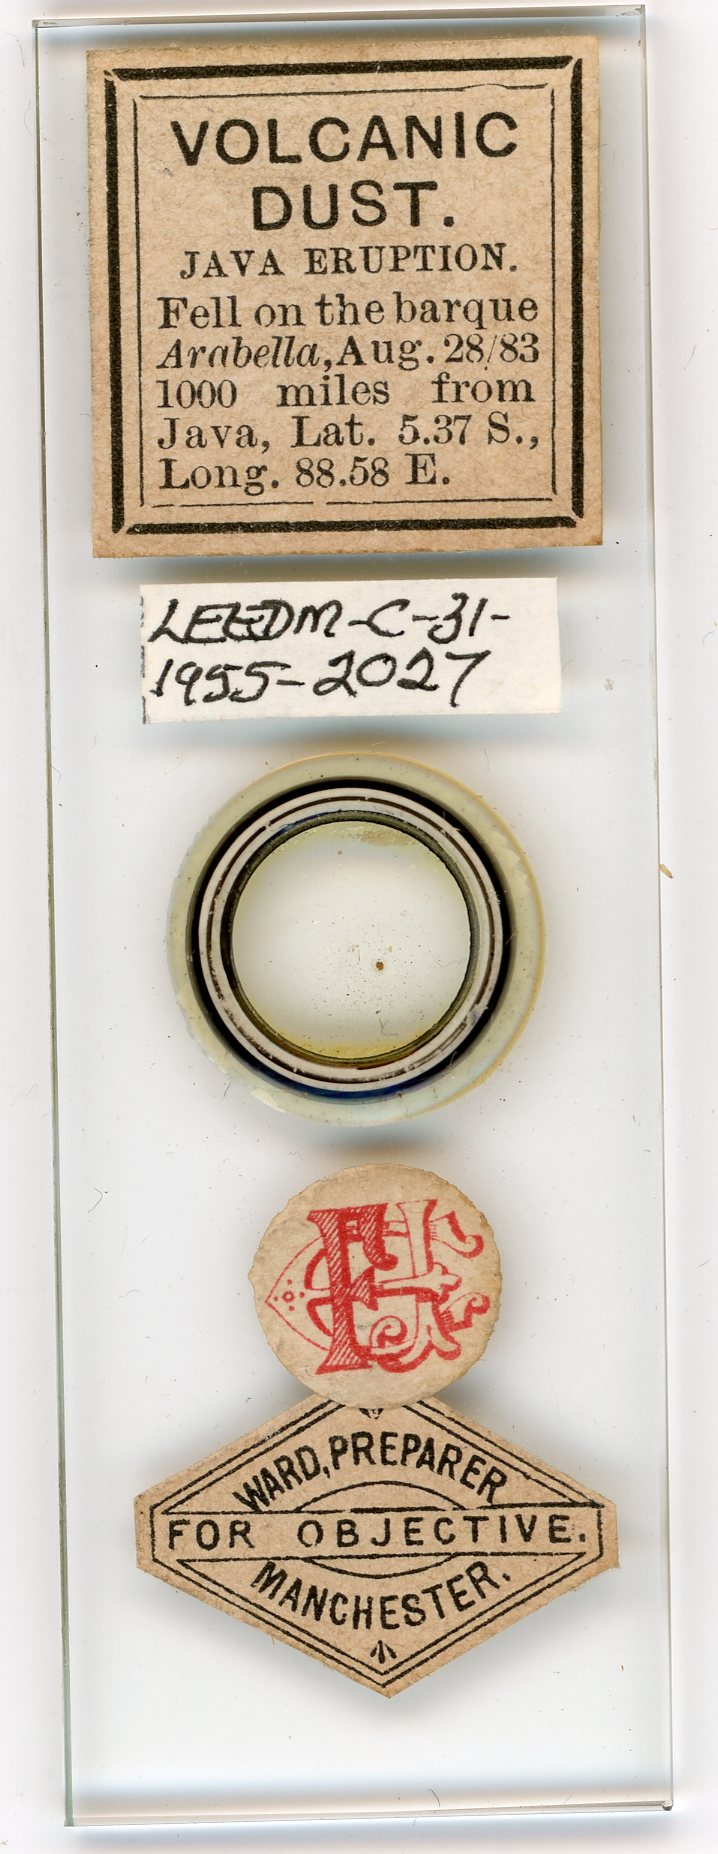 VOLCANIC
DUST.
JAVA ERUPTION.
Fell on the barque
Arabella, Aug. 28/83
1000 miles from
Java, Lat. 5.37 S.,
Long. 88.58 E.
LEEDM-C-31-
1955-2027
WARD, PREPARER
FOR OBJECTIVE.
MANCHESTER.